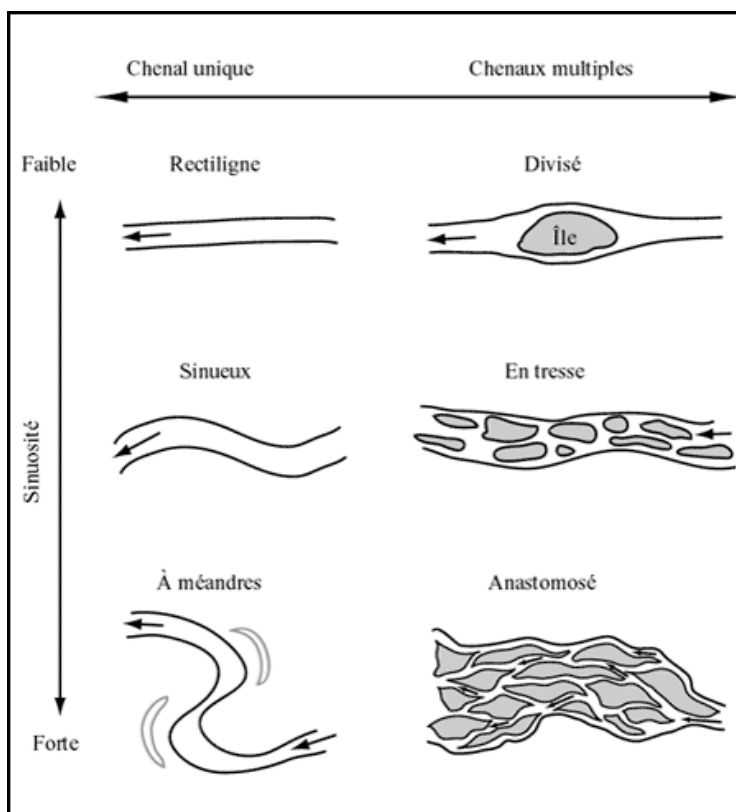 Chenal unique
Chenaux multiples
Faible
Rectiligne
Divisé
Île
Sinueux
En tresse
Sinuosité
À méandres
Anastomosé
Forte